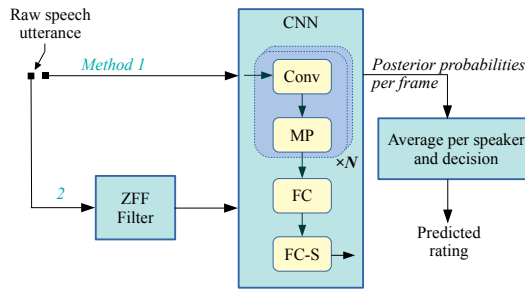 Raw speech
utterance
Method 1
2
ZFF
Filter
CNN
Conv
MP
×N
FC
FC-S
Posterior probabilities
per frame
Average per speaker
and decision
Predicted
rating